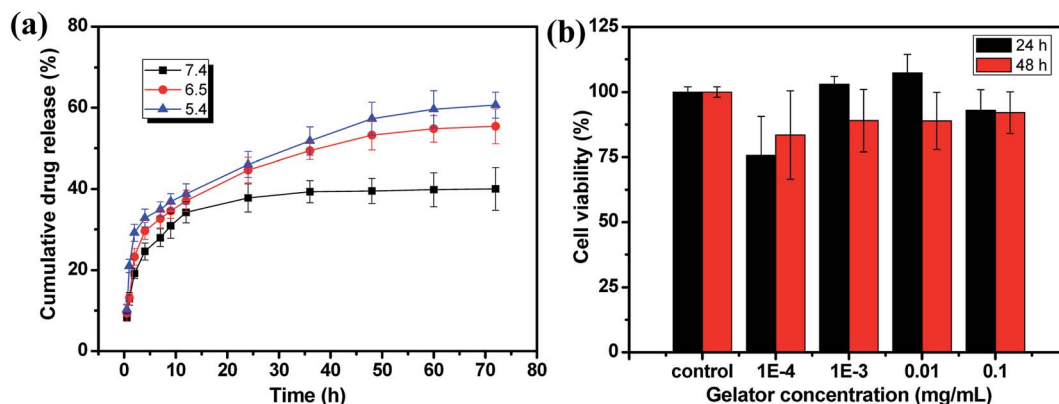 (a)
Cumulative drug release (%)
80
60
40
20
0
7.4
6.5
5.4
0 10 20 30 40 50 60 70 80
Time (h)
(b)
Cell viability (%)
125
100
75
50
25
0
24 h
48 h
control 1E-4 1E-3 0.01 0.1
Gelator concentration (mg/mL)